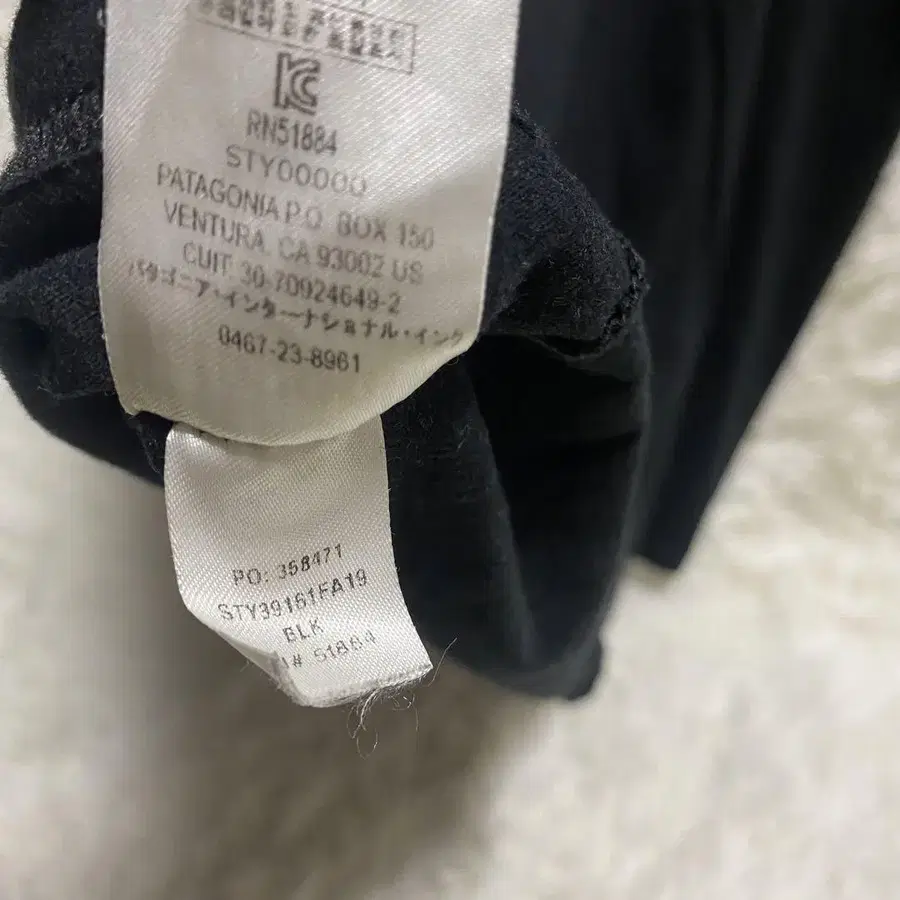 RN51884
STY00000
PATAGONIA P.O. BOX 150
VENTURA, CA 93002 US
CUIT: 30-70924649-2
パタゴニア・インターナショナル・インク
0467-23-8961
PO: 358471
STY39161FA19
BLK
# 51884